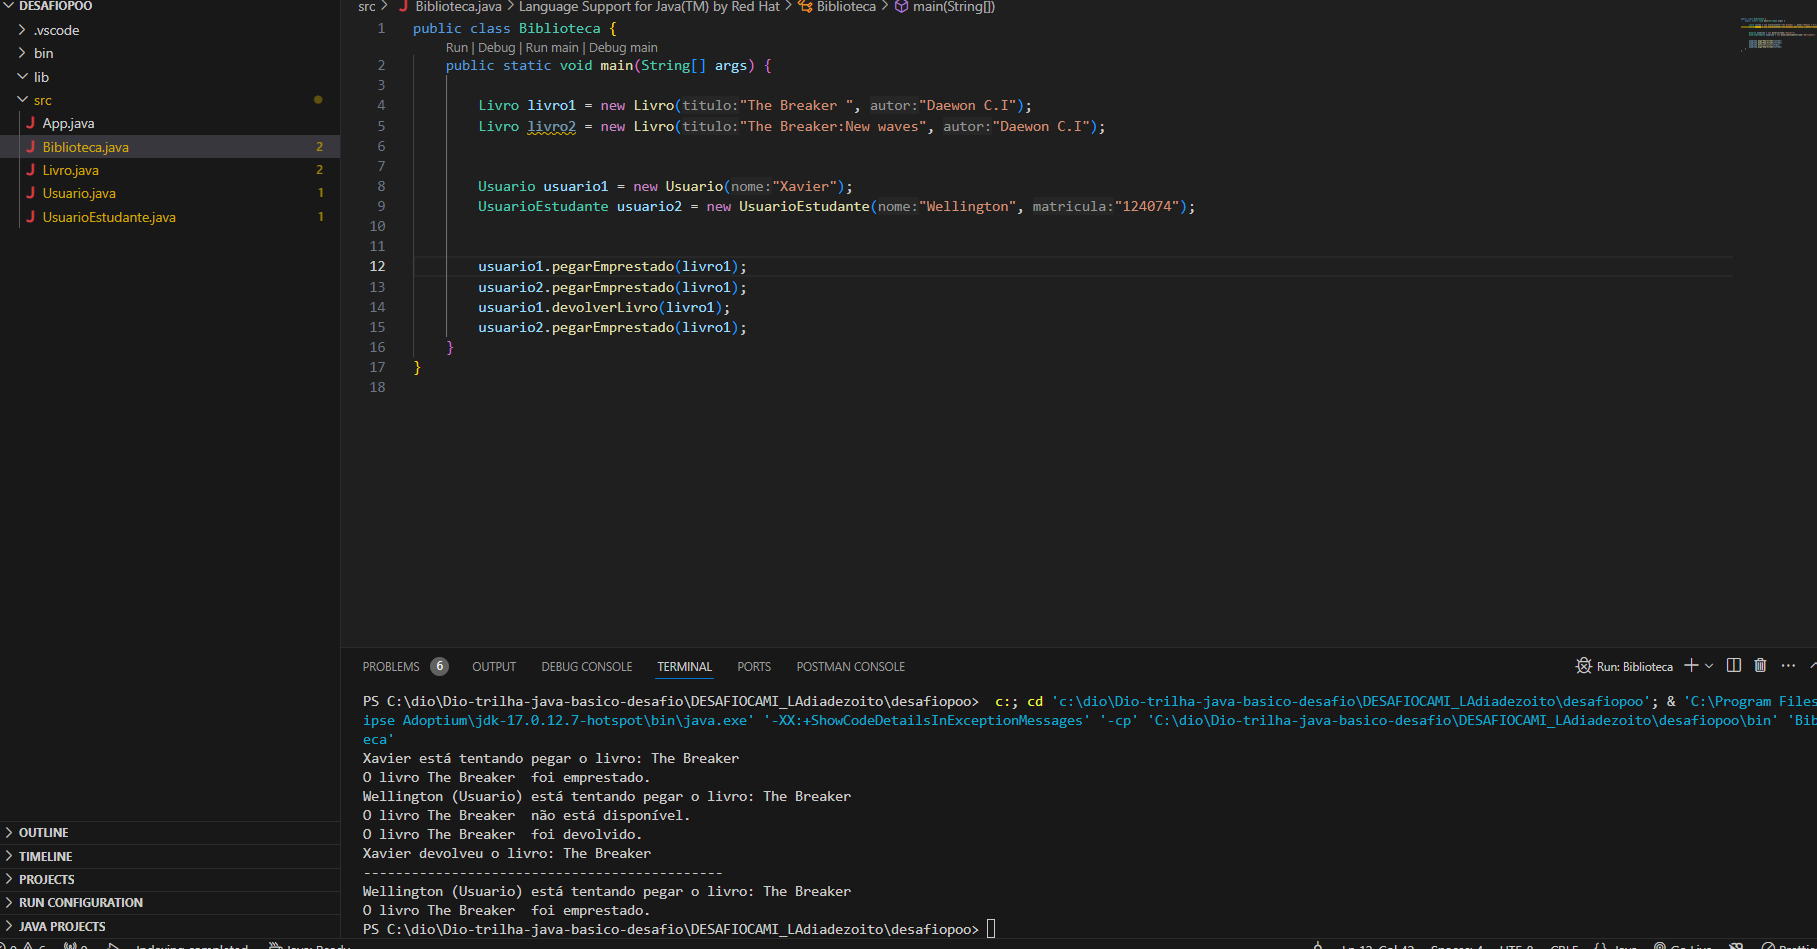 DESAFIOPOO
.vscode
bin
lib
src
App.java
Biblioteca.java 2
Livro.java 2
Usuario.java 1
UsuarioEstudante.java 1
OUTLINE
TIMELINE
PROJECTS
RUN CONFIGURATION
JAVA PROJECTS
src > Biblioteca.java > Language Support for Java(TM) by Red Hat > Biblioteca > main(String[])
1 public class Biblioteca {
Run | Debug | Run main | Debug main
2 public static void main(String[] args) {
3
4 Livro livro1 = new Livro(titulo:"The Breaker ", autor:"Daewon C.I");
5 Livro livro2 = new Livro(titulo:"The Breaker:New waves", autor:"Daewon C.I");
6
7
8 Usuario usuario1 = new Usuario(nome:"Xavier");
9 UsuarioEstudante usuario2 = new UsuarioEstudante(nome:"Wellington", matricula:"124074");
10
11
12 usuario1.pegarEmprestado(livro1);
13 usuario2.pegarEmprestado(livro1);
14 usuario1.devolverLivro(livro1);
15 usuario2.pegarEmprestado(livro1);
16 }
17 }
18
PROBLEMS 6 OUTPUT DEBUG CONSOLE TERMINAL PORTS POSTMAN CONSOLE Run: Biblioteca
PS C:\dio\Dio-trilha-java-basico-desafio\DESAFIOCAMI_LAdiadezoito\desafiopoo> c:; cd 'c:\dio\Dio-trilha-java-basico-desafio\DESAFIOCAMI_LAdiadezoito\desafiopoo'; & 'C:\Program Files
ipse Adoptium\jdk-17.0.12.7-hotspot\bin\java.exe' '-XX:+ShowCodeDetailsInExceptionMessages' '-cp' 'C:\dio\Dio-trilha-java-basico-desafio\DESAFIOCAMI_LAdiadezoito\desafiopoo\bin' 'Bib
eca'
Xavier está tentando pegar o livro: The Breaker
O livro The Breaker  foi emprestado.
Wellington (Usuario) está tentando pegar o livro: The Breaker
O livro The Breaker  não está disponível.
O livro The Breaker  foi devolvido.
Xavier devolveu o livro: The Breaker
---------------------------------------------
Wellington (Usuario) está tentando pegar o livro: The Breaker
O livro The Breaker  foi emprestado.
PS C:\dio\Dio-trilha-java-basico-desafio\DESAFIOCAMI_LAdiadezoito\desafiopoo>
Indexing completed Java: Ready Ln 12, Col 42 Spaces: 4 UTF-8 CRLF {} Java Go Live